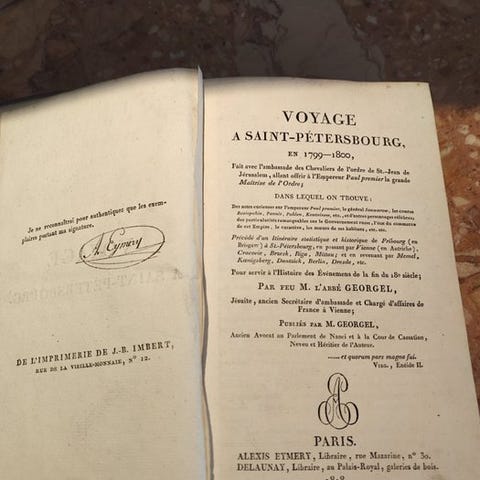 Je ne reconnaîtrai pour authentiques que les exem-
plaires portant ma signature.
A. Eymery
DE L'IMPRIMERIE DE J.-B. IMBERT,
RUE DE LA VIEILLE-MONNAIE, N° 12.
VOYAGE
A SAINT-PÉTERSBOURG,
EN 1799—1800,
Fait avec l'ambassade des Chevaliers de l'ordre de St.-Jean de
Jérusalem, allant offrir à l'Empereur Paul premier la grande
Maîtrise de l'Ordre;
DANS LEQUEL ON TROUVE:
Des notes curieuses sur l'empereur Paul premier, le général Souwarow, les comtes
Rostopchin, Pannin, Pahlen, Koutaisow, etc., et d'autres personnages célèbres;
des particularités remarquables sur le Gouvernement russe, l'état du commerce
de cet Empire, le caractère, les mœurs de ses habitans, etc. etc.
Précédé d'un Itinéraire statistique et historique de Fribourg (en
Brisgaw) à St.-Pétersbourg, en passant par Vienne (en Autriche),
Cracovie, Brzesk, Riga, Mittau; et en revenant par Memel,
Kœnigsberg, Dantzick, Berlin, Dresde, etc.
Pour servir à l'Histoire des Événemens de la fin du 18e siècle;
PAR FEU M. L'ABBÉ GEORGEL,
Jésuite, ancien Secrétaire d'ambassade et Chargé d'affaires de
France à Vienne;
PUBLIÉS PAR M. GEORGEL,
Ancien Avocat au Parlement de Nanci et à la Cour de Cassation,
Neveu et Héritier de l'Auteur.
—— et quorum pars magna fui.
VIRG., Enéide II.
PARIS.
ALEXIS EYMERY, Libraire, rue Mazarine, n° 30.
DELAUNAY, Libraire, au Palais-Royal, galeries de bois.